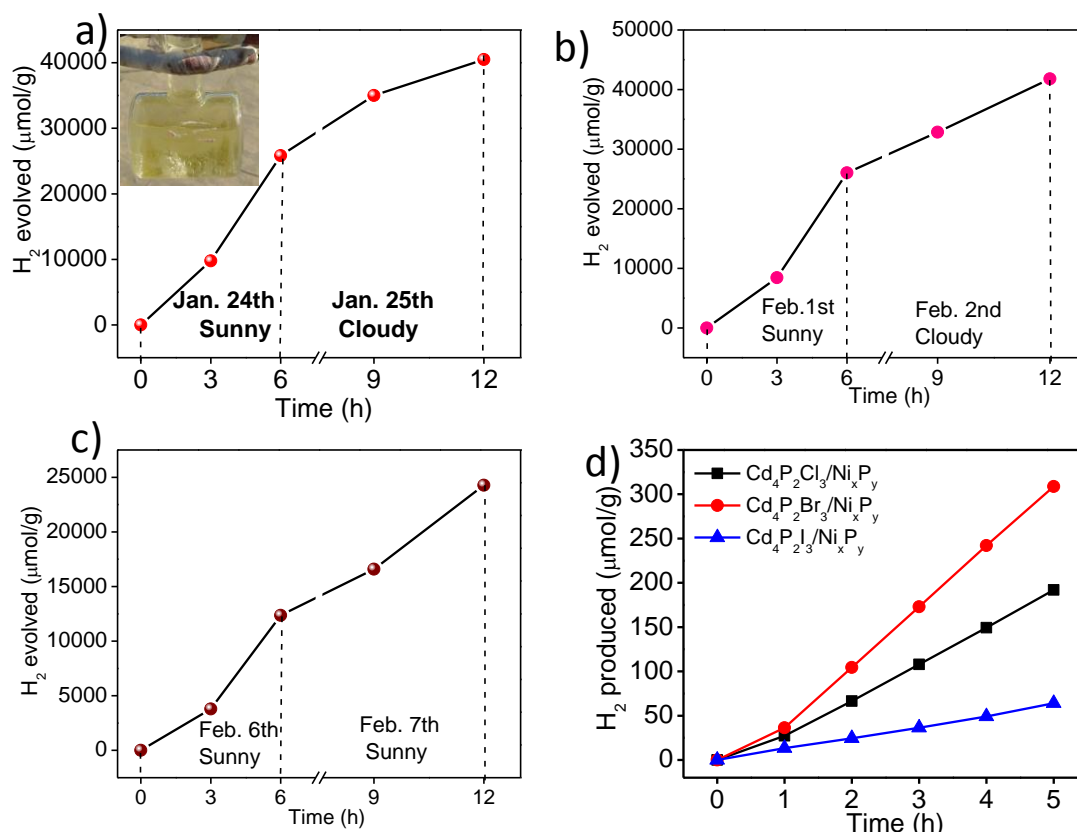 a)
H2 evolved (μmol/g)
40000
30000
20000
10000
0
Jan. 24th
Sunny
Jan. 25th
Cloudy
0 3 6 9 12
Time (h)
b)
H2 evolved (μmol/g)
50000
40000
30000
20000
10000
0
Feb.1st
Sunny
Feb. 2nd
Cloudy
0 3 6 9 12
Time (h)
c)
H2 evolved (μmol/g)
25000
20000
15000
10000
5000
0
Feb. 6th
Sunny
Feb. 7th
Sunny
0 3 6 9 12
Time (h)
d)
H2 produced (μmol/g)
350
300
250
200
150
100
50
0
Cd4P2Cl3/NixPy
Cd4P2Br3/NixPy
Cd4P2I3/NixPy
0 1 2 3 4 5
Time (h)